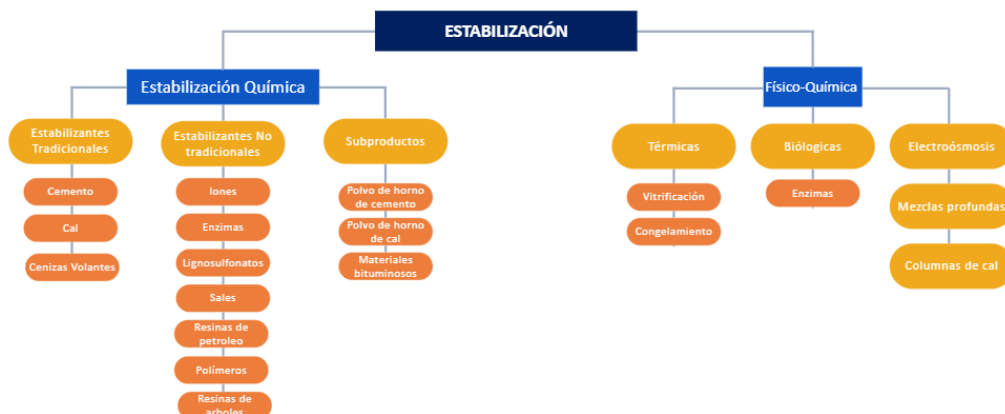 ESTABILIZACIÓN
Estabilización Química
Físico-Química
Estabilizantes
Tradicionales
Cemento
Cal
Cenizas Volantes
Estabilizantes No
tradicionales
Iones
Enzimas
Lignosulfonatos
Sales
Resinas de
petroleo
Polímeros
Resinas de
arboles
Subproductos
Polvo de horno
de cemento
Polvo de horno
de cal
Materiales
bituminosos
Térmicas
Vitrificación
Congelamiento
Biólogicas
Enzimas
Electroósmosis
Mezclas profundas
Columnas de cal